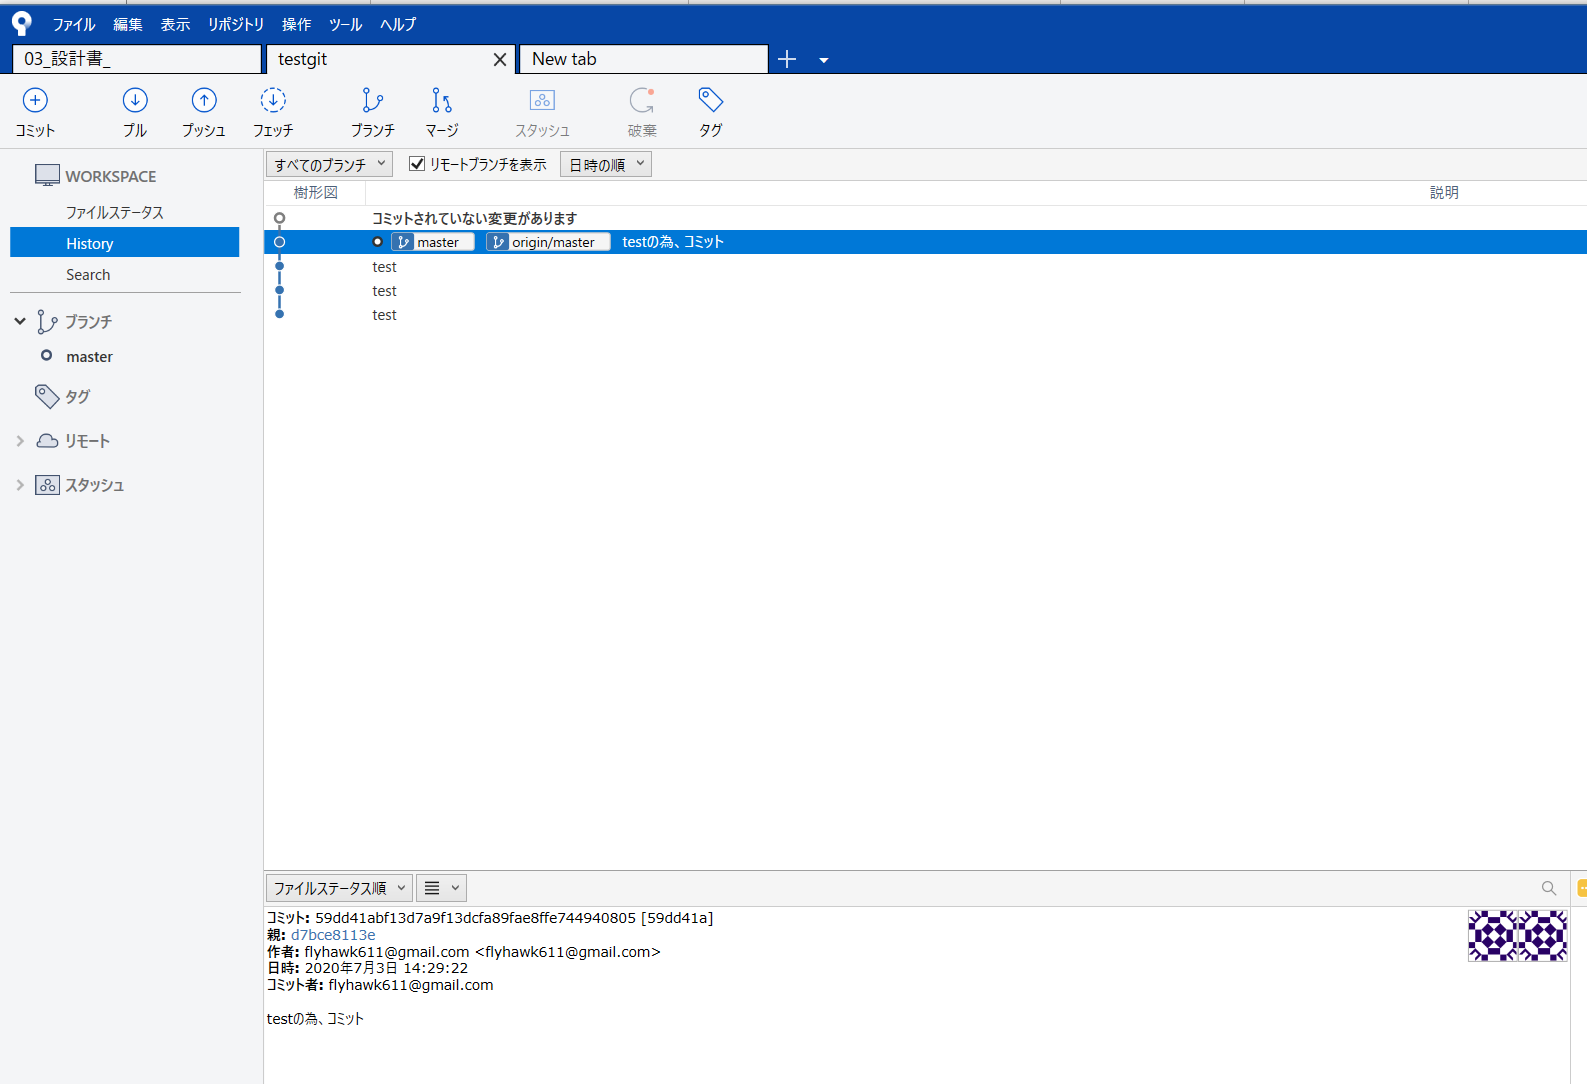 ファイル 編集 表示 リポジトリ 操作 ツール ヘルプ
03_設計書_ testgit New tab
コミット プル プッシュ フェッチ ブランチ マージ スタッシュ 破棄 タグ
WORKSPACE
ファイルステータス
History
Search
ブランチ
master
タグ
リモート
スタッシュ
すべてのブランチ リモートブランチを表示 日時の順
樹形図 説明
コミットされていない変更があります
master origin/master testの為、コミット
test
test
test
ファイルステータス順
コミット: 59dd41abf13d7a9f13dcfa89fae8ffe744940805 [59dd41a]
親: d7bce8113e
作者: flyhawk611@gmail.com <flyhawk611@gmail.com>
日時: 2020年7月3日 14:29:22
コミット者: flyhawk611@gmail.com
testの為、コミット